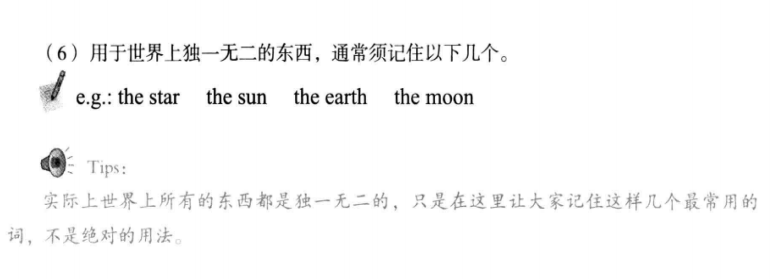 （6）用于世界上独一无二的东西，通常须记住以下几个。
e.g.: the star the sun the earth the moon
Tips：
实际上世界上所有的东西都是独一无二的，只是在这里让大家记住这样几个最常用的
词，不是绝对的用法。